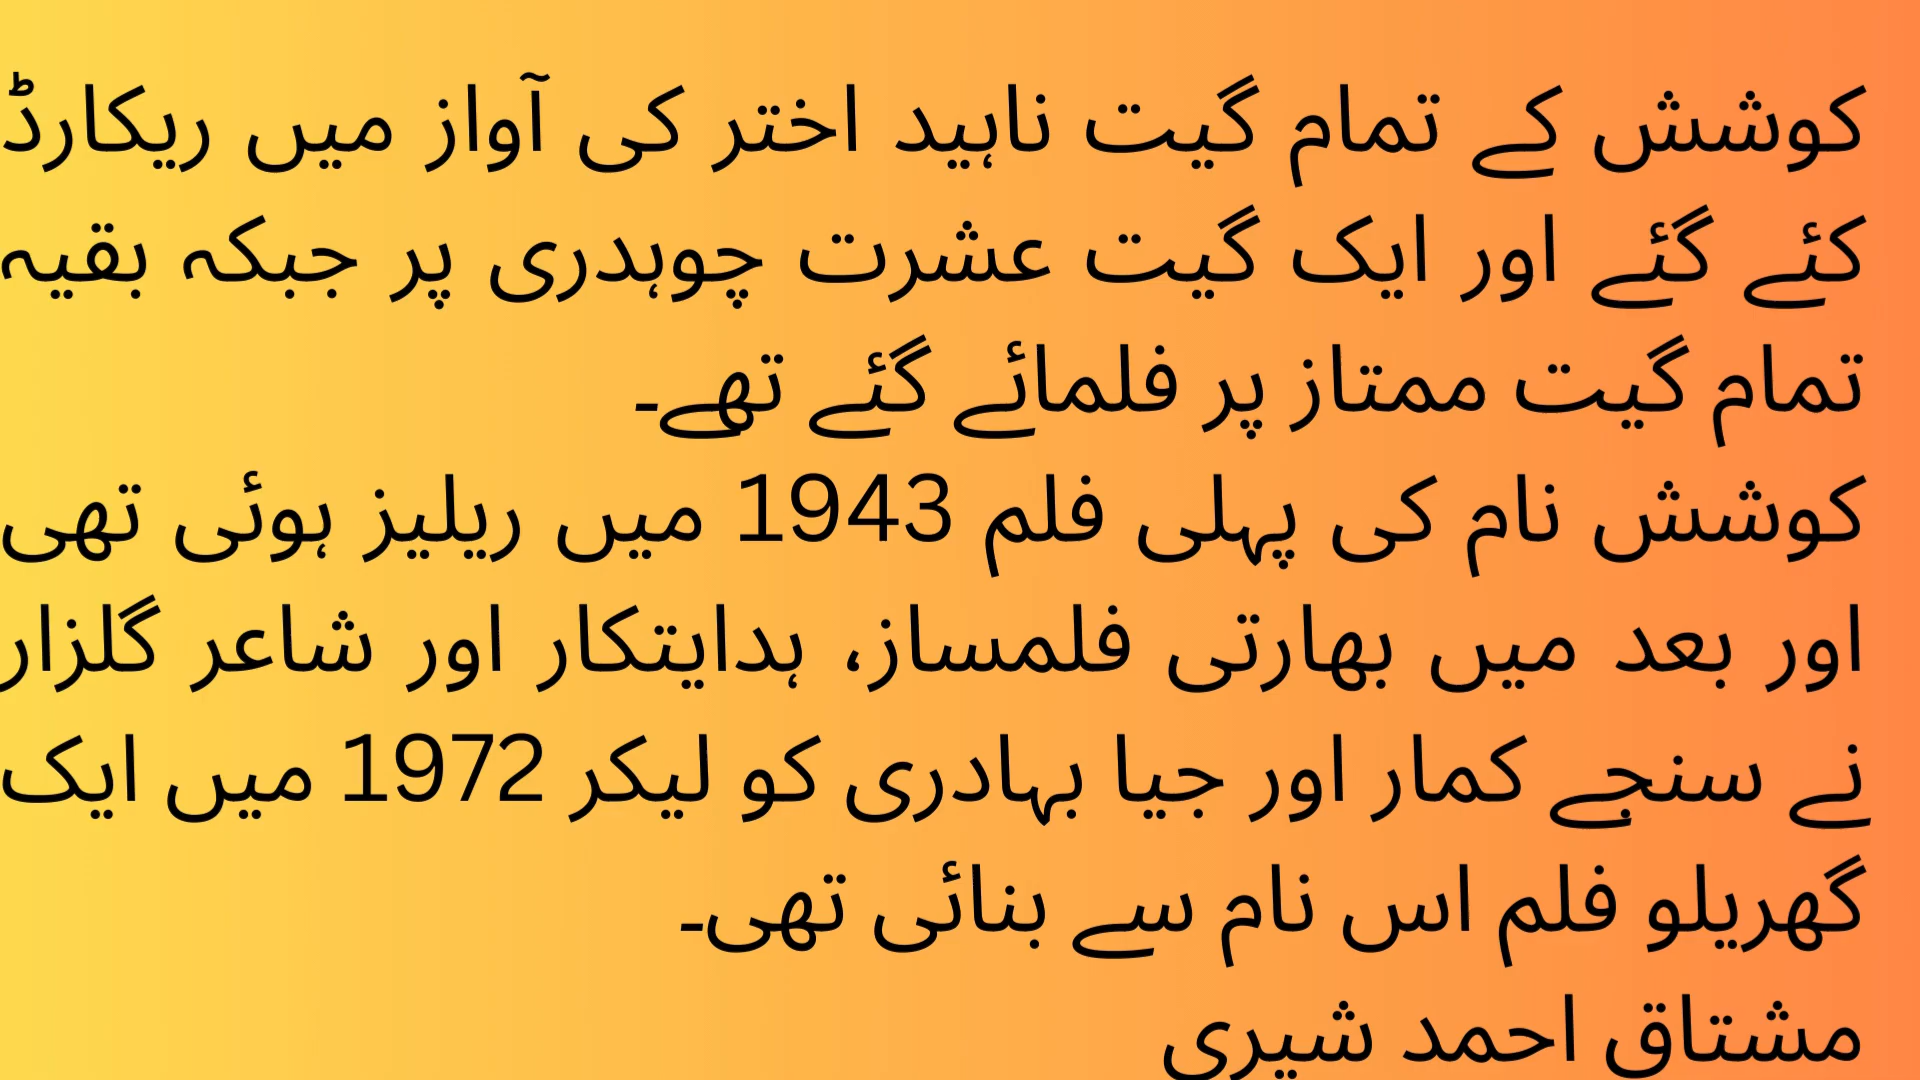 کوشش کے تمام گیت ناہید اختر کی آواز میں ریکارڈ
کئے گئے اور ایک گیت عشرت چوہدری پر جبکہ بقیہ
تمام گیت ممتاز پر فلمائے گئے تھے۔
کوشش نام کی پہلی فلم 1943 میں ریلیز ہوئی تھی
اور بعد میں بھارتی فلمساز، ہدایتکار اور شاعر گلزار
نے سنجے کمار اور جیا بہادری کو لیکر 1972 میں ایک
گھریلو فلم اس نام سے بنائی تھی۔
مشتاق احمد شیری